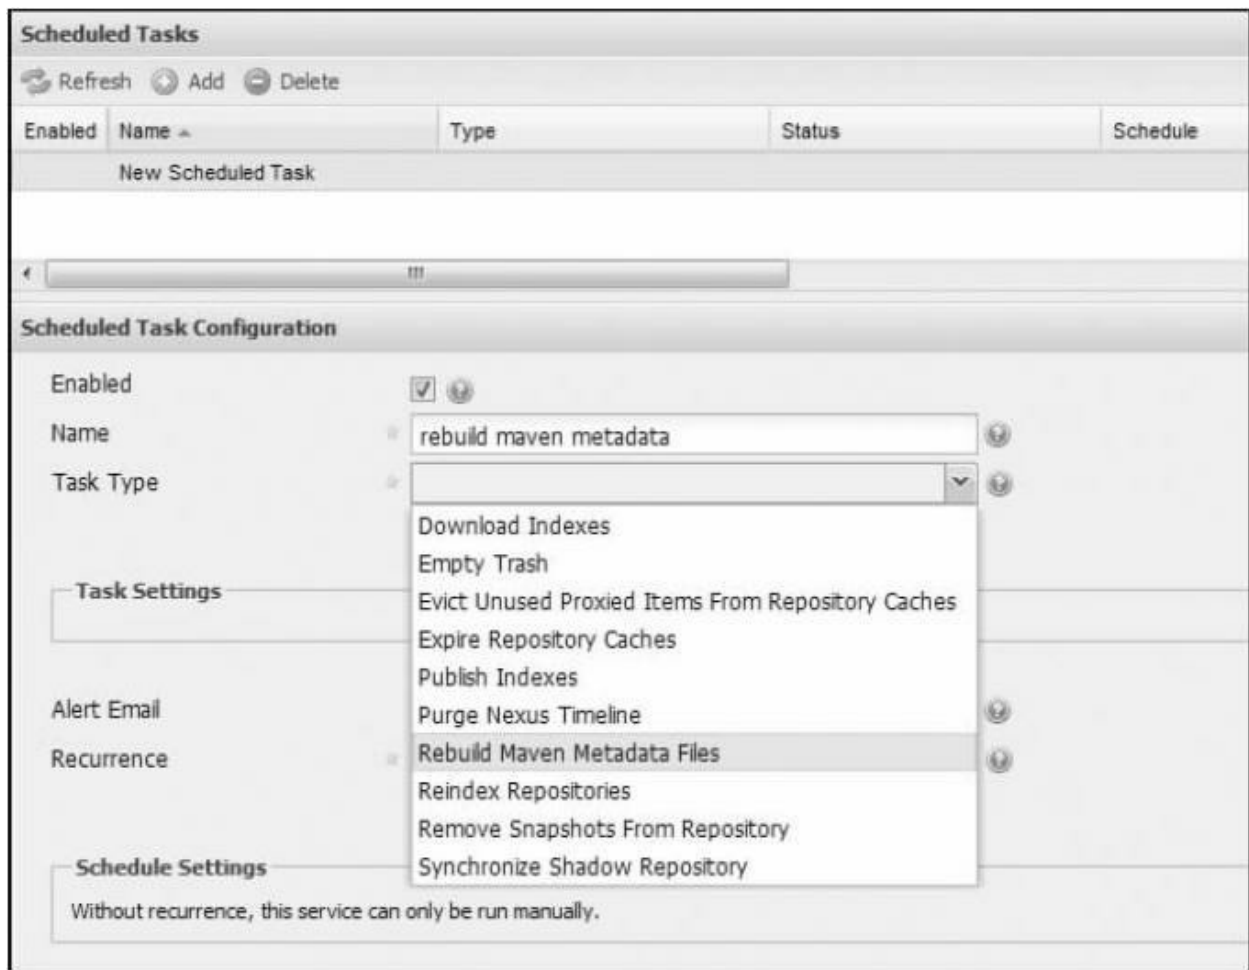 Scheduled Tasks
Refresh Add Delete
Enabled Name Type Status Schedule
New Scheduled Task
Scheduled Task Configuration
Enabled
Name rebuild maven metadata
Task Type
Download Indexes
Empty Trash
Task Settings
Evict Unused Proxied Items From Repository Caches
Expire Repository Caches
Publish Indexes
Alert Email
Purge Nexus Timeline
Recurrence
Rebuild Maven Metadata Files
Reindex Repositories
Remove Snapshots From Repository
Schedule Settings
Synchronize Shadow Repository
Without recurrence, this service can only be run manually.